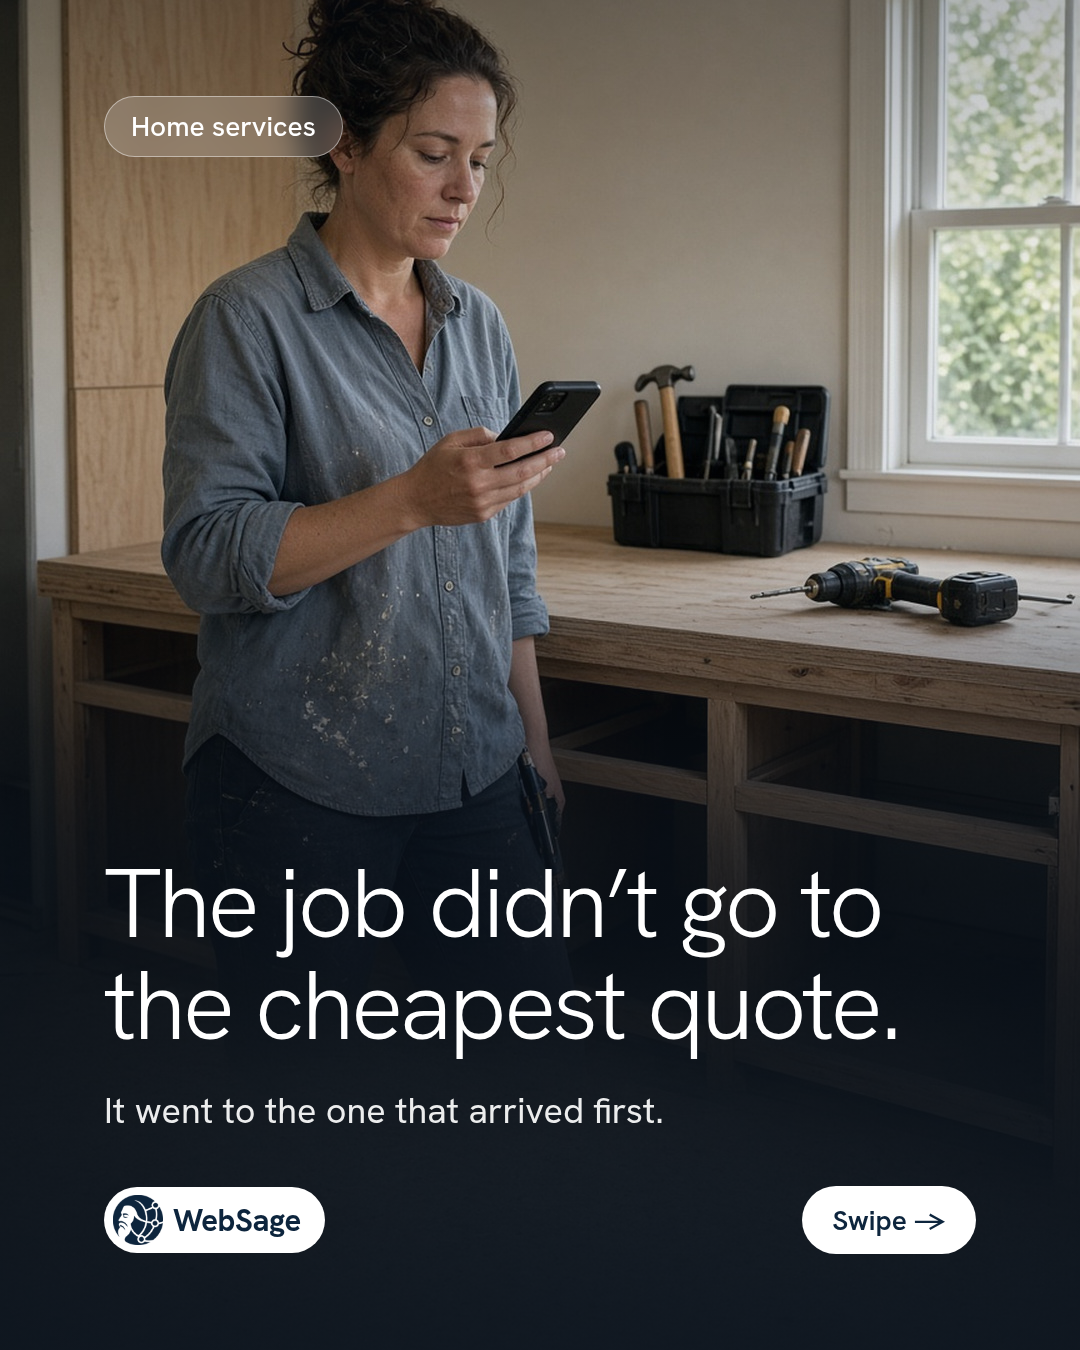 Home services
The job didn’t go to
the cheapest quote.
It went to the one that arrived first.
WebSage
Swipe →